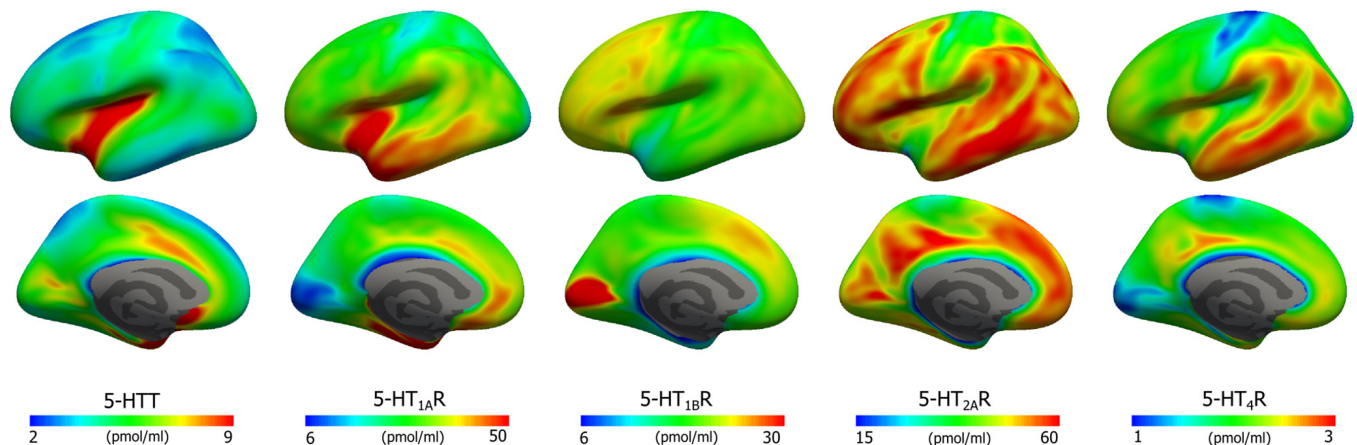 5-HTT
2 (pmol/ml) 9
5-HT₁ₐR
6 (pmol/ml) 50
5-HT₁ʙR
6 (pmol/ml) 30
5-HT₂ₐR
15 (pmol/ml) 60
5-HT₄R
1 (pmol/ml) 3